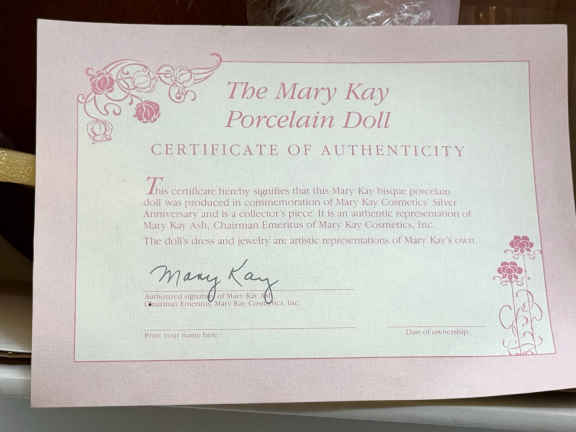 The Mary Kay
Porcelain Doll
CERTIFICATE OF AUTHENTICITY
This certificate hereby signifies that this Mary Kay bisque porcelain
doll was produced in commemoration of Mary Kay Cosmetics' Silver
Anniversary and is a collector's piece. It is an authentic representation of
Mary Kay Ash, Chairman Emeritus of Mary Kay Cosmetics, Inc.
The doll's dress and jewelry are artistic representations of Mary Kay's own.
Mary Kay
Authorized signature of Mary Kay Ash
Chairman Emeritus, Mary Kay Cosmetics, Inc.
Print your name here
Date of ownership